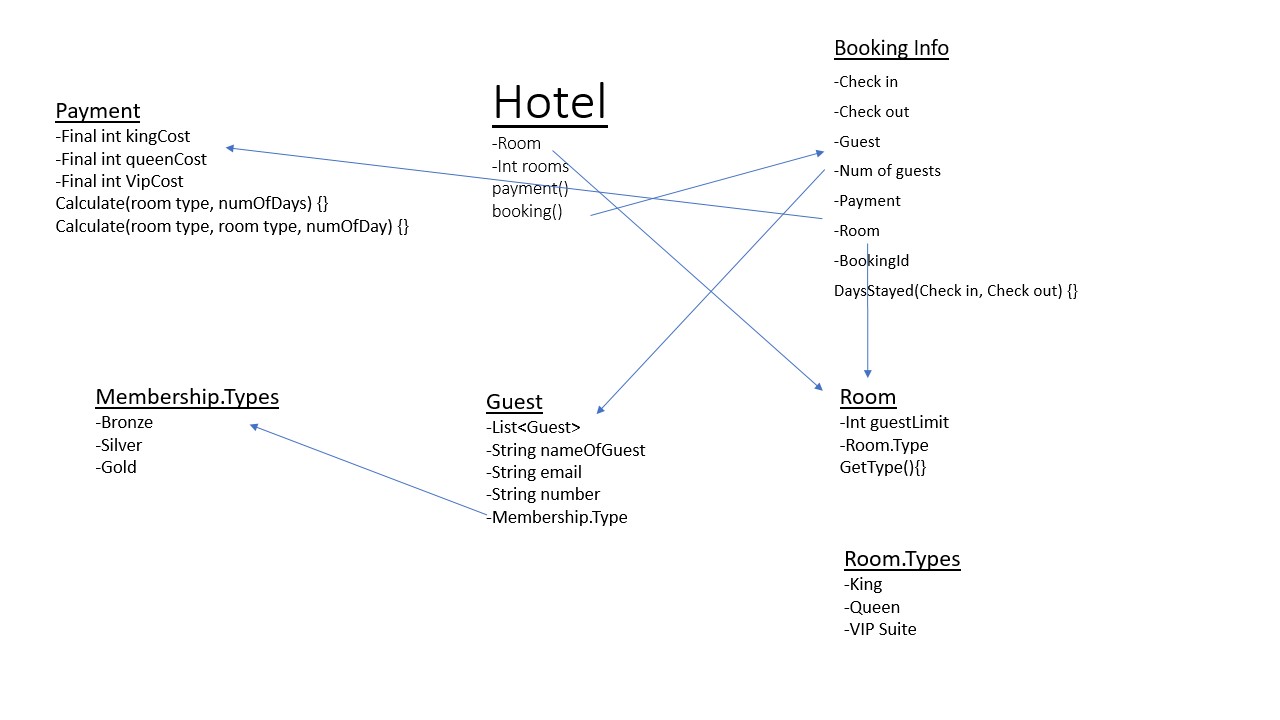 Payment
-Final int kingCost
-Final int queenCost
-Final int VipCost
Calculate(room type, numOfDays) {}
Calculate(room type, room type, numOfDay) {}
Hotel
-Room
-Int rooms
payment()
booking()
Booking Info
-Check in
-Check out
-Guest
-Num of guests
-Payment
-Room
-BookingId
DaysStayed(Check in, Check out) {}
Membership.Types
-Bronze
-Silver
-Gold
Guest
-List<Guest>
-String nameOfGuest
-String email
-String number
-Membership.Type
Room
-Int guestLimit
-Room.Type
GetType(){}
Room.Types
-King
-Queen
-VIP Suite